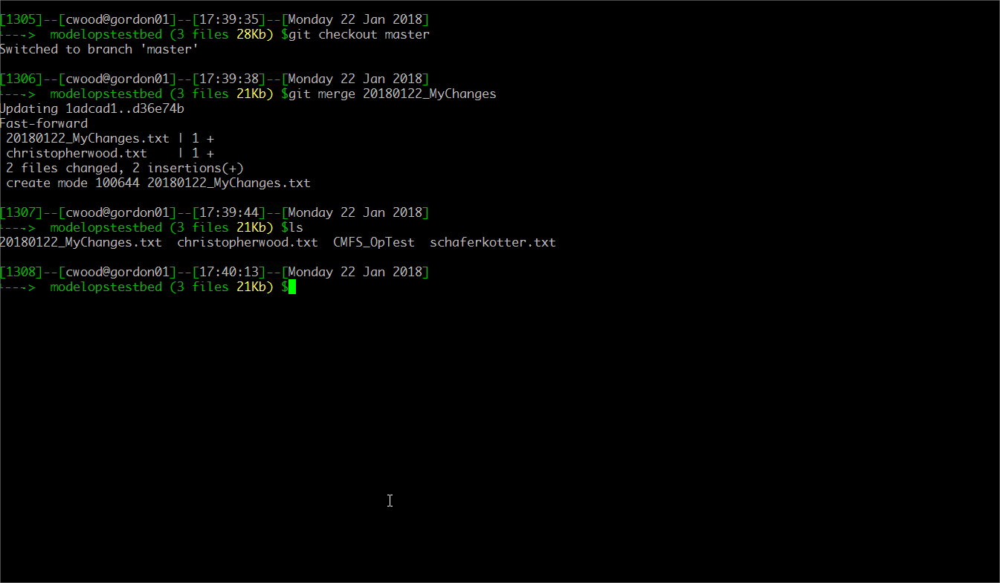 [1305]--[cwood@gordon01]--[17:39:35]--[Monday 22 Jan 2018]
----> modelopstestbed (3 files 28Kb) $git checkout master
Switched to branch 'master'
[1306]--[cwood@gordon01]--[17:39:38]--[Monday 22 Jan 2018]
----> modelopstestbed (3 files 21Kb) $git merge 20180122_MyChanges
Updating 1adcad1..d36e74b
Fast-forward
20180122_MyChanges.txt | 1 +
christopherwood.txt    | 1 +
2 files changed, 2 insertions(+)
create mode 100644 20180122_MyChanges.txt
[1307]--[cwood@gordon01]--[17:39:44]--[Monday 22 Jan 2018]
----> modelopstestbed (3 files 21Kb) $ls
20180122_MyChanges.txt  christopherwood.txt  CMFS_OpTest  schaferkotter.txt
[1308]--[cwood@gordon01]--[17:40:13]--[Monday 22 Jan 2018]
----> modelopstestbed (3 files 21Kb) $